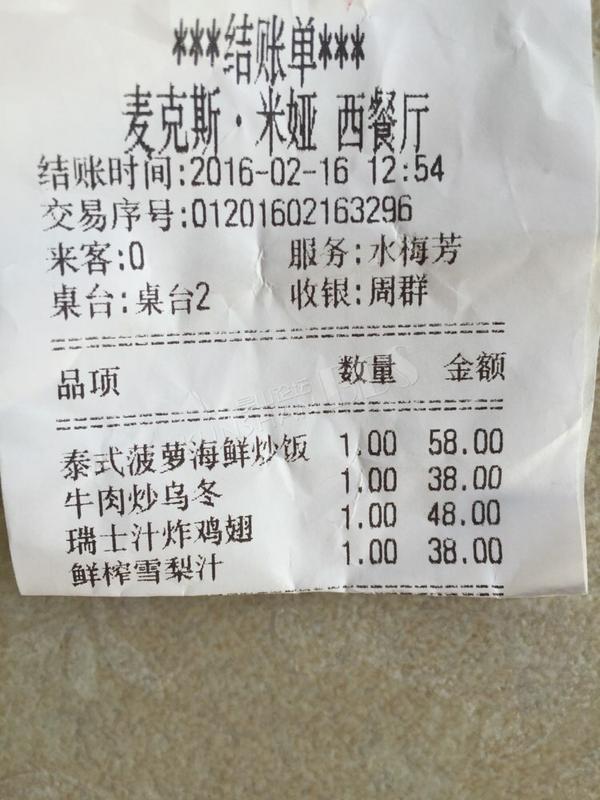 ***结账单***
麦克斯·米娅 西餐厅
结账时间:2016-02-16 12:54
交易序号:01201602163296
来客:0 服务:水梅芳
桌台:桌台2 收银:周群
品项 数量 金额
泰式菠萝海鲜炒饭 1.00 58.00
牛肉炒乌冬 1.00 38.00
瑞士汁炸鸡翅 1.00 48.00
鲜榨雪梨汁 1.00 38.00